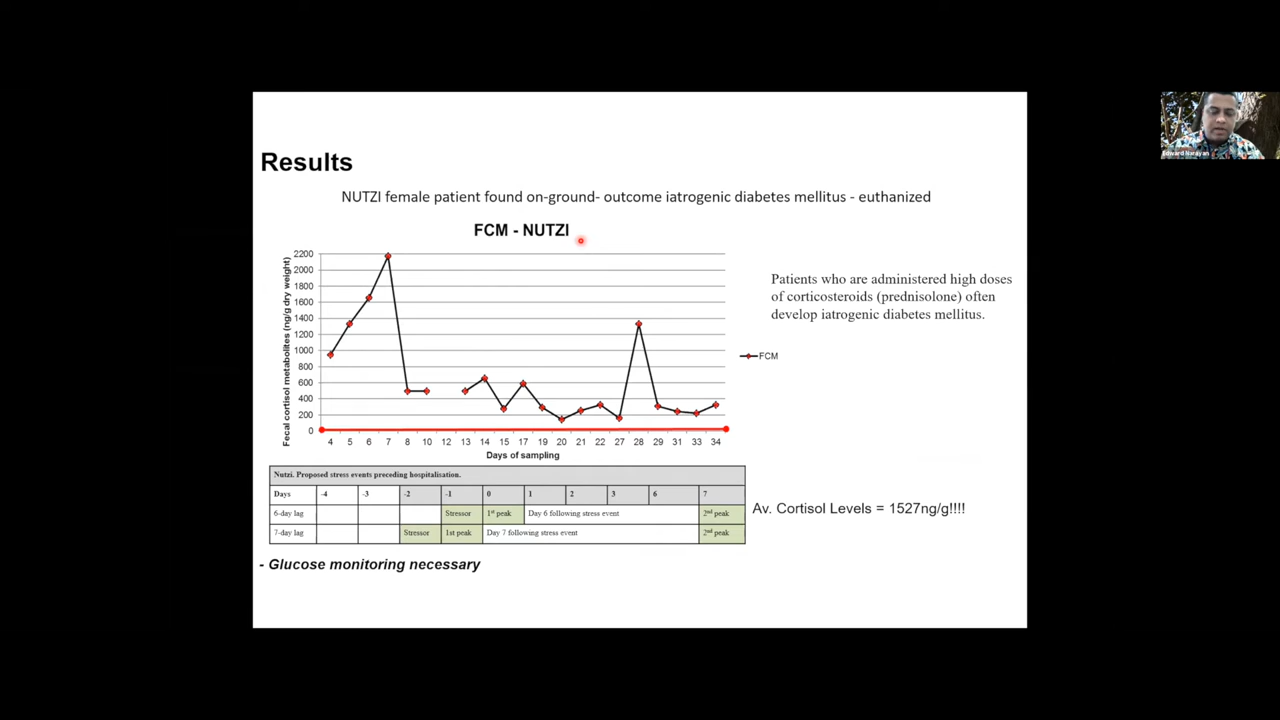 Results
NUTZI female patient found on-ground- outcome iatrogenic diabetes mellitus - euthanized
FCM - NUTZI
Fecal cortisol metabolites (ng/g dry weight)
2200
2000
1800
1600
1400
1200
1000
800
600
400
200
0
4 5 6 7 8 10 12 13 14 15 17 19 20 21 22 27 28 29 31 33 34
Days of sampling
FCM
Patients who are administered high doses
of corticosteroids (prednisolone) often
develop iatrogenic diabetes mellitus.
Nutzi. Proposed stress events preceding hospitalisation.
Days -4 -3 -2 -1 0 1 2 3 6 7
6-day lag Stressor 1st peak Day 6 following stress event 2nd peak
7-day lag Stressor 1st peak Day 7 following stress event 2nd peak
Av. Cortisol Levels = 1527ng/g!!!!
- Glucose monitoring necessary
Edward Narayan